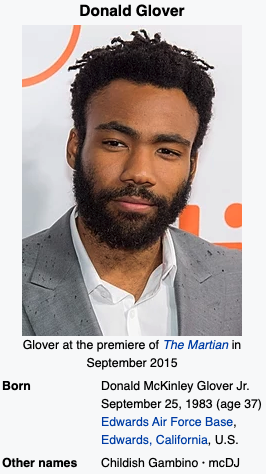 Donald Glover
Glover at the premiere of The Martian in
September 2015
Born
Donald McKinley Glover Jr.
September 25, 1983 (age 37)
Edwards Air Force Base,
Edwards, California, U.S.
Other names
Childish Gambino · mcDJ